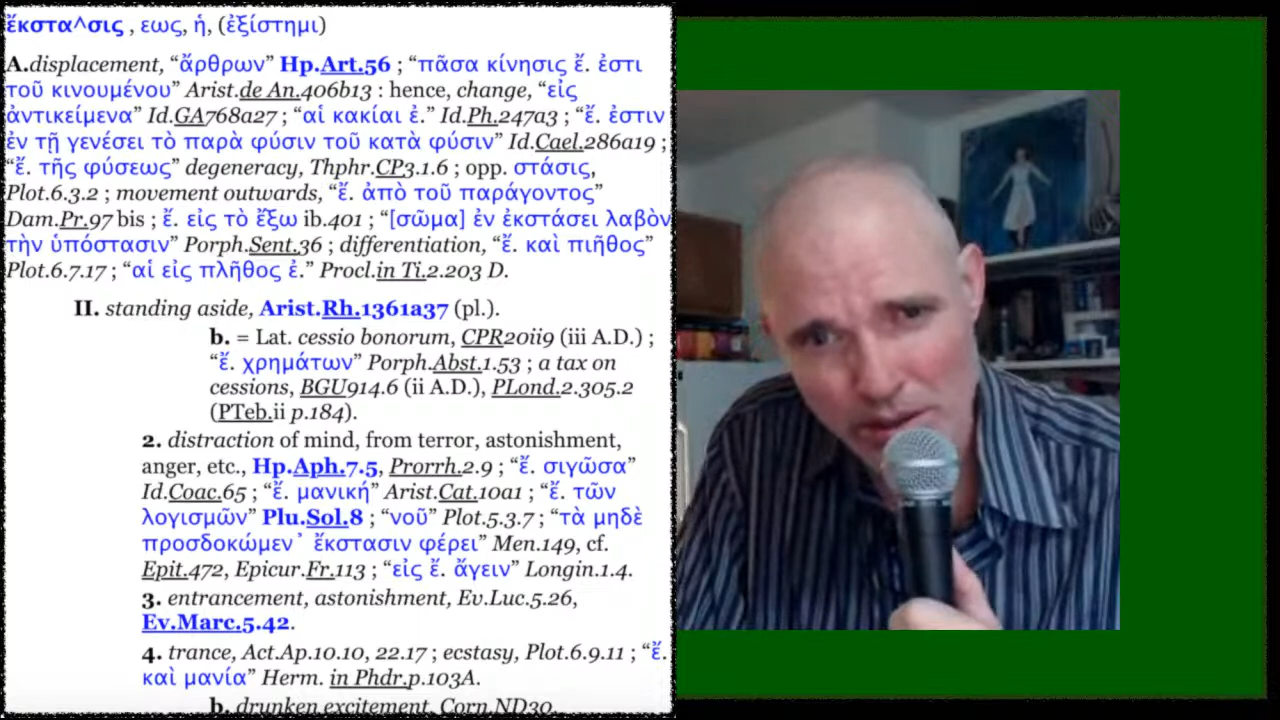 ἔκστα^σις , εως, ἡ, (ἐξίστημι)
A.displacement, “ἄρθρων” Hp.Art.56 ; “πᾶσα κίνησις ἔ. ἐστι
τοῦ κινουμένου” Arist.de An.406b13 : hence, change, “εἰς
ἀντικείμενα” Id.GA768a27 ; “αἱ κακίαι ἐ.” Id.Ph.247a3 ; “ἔ. ἐστιν
ἐν τῇ γενέσει τὸ παρὰ φύσιν τοῦ κατὰ φύσιν” Id.Cael.286a19 ;
“ἔ. τῆς φύσεως” degeneracy, Thphr.CP3.1.6 ; opp. στάσις,
Plot.6.3.2 ; movement outwards, “ἔ. ἀπὸ τοῦ παράγοντος”
Dam.Pr.97 bis ; ἔ. εἰς τὸ ἔξω ib.401 ; “[σῶμα] ἐν ἐκστάσει λαβὸν
τὴν ὑπόστασιν” Porph.Sent.36 ; differentiation, “ἔ. καὶ πιῆθος”
Plot.6.7.17 ; “αἱ εἰς πλῆθος ἐ.” Procl.in Ti.2.203 D.
II. standing aside, Arist.Rh.1361a37 (pl.).
b. = Lat. cessio bonorum, CPR20ii9 (iii A.D.) ;
“ἔ. χρημάτων” Porph.Abst.1.53 ; a tax on
cessions, BGU914.6 (ii A.D.), PLond.2.305.2
(PTeb.ii p.184).
2. distraction of mind, from terror, astonishment,
anger, etc., Hp.Aph.7.5, Prorrh.2.9 ; “ἔ. σιγῶσα”
Id.Coac.65 ; “ἔ. μανική” Arist.Cat.10a1 ; “ἔ. τῶν
λογισμῶν” Plu.Sol.8 ; “νοῦ” Plot.5.3.7 ; “τὰ μηδὲ
προσδοκώμεν᾽ ἔκστασιν φέρει” Men.149, cf.
Epit.472, Epicur.Fr.113 ; “εἰς ἔ. ἄγειν” Longin.1.4.
3. entrancement, astonishment, Ev.Luc.5.26,
Ev.Marc.5.42.
4. trance, Act.Ap.10.10, 22.17 ; ecstasy, Plot.6.9.11 ; “ἔ.
καὶ μανία” Herm. in Phdr.p.103A.
b. drunken excitement, Corn.ND30.